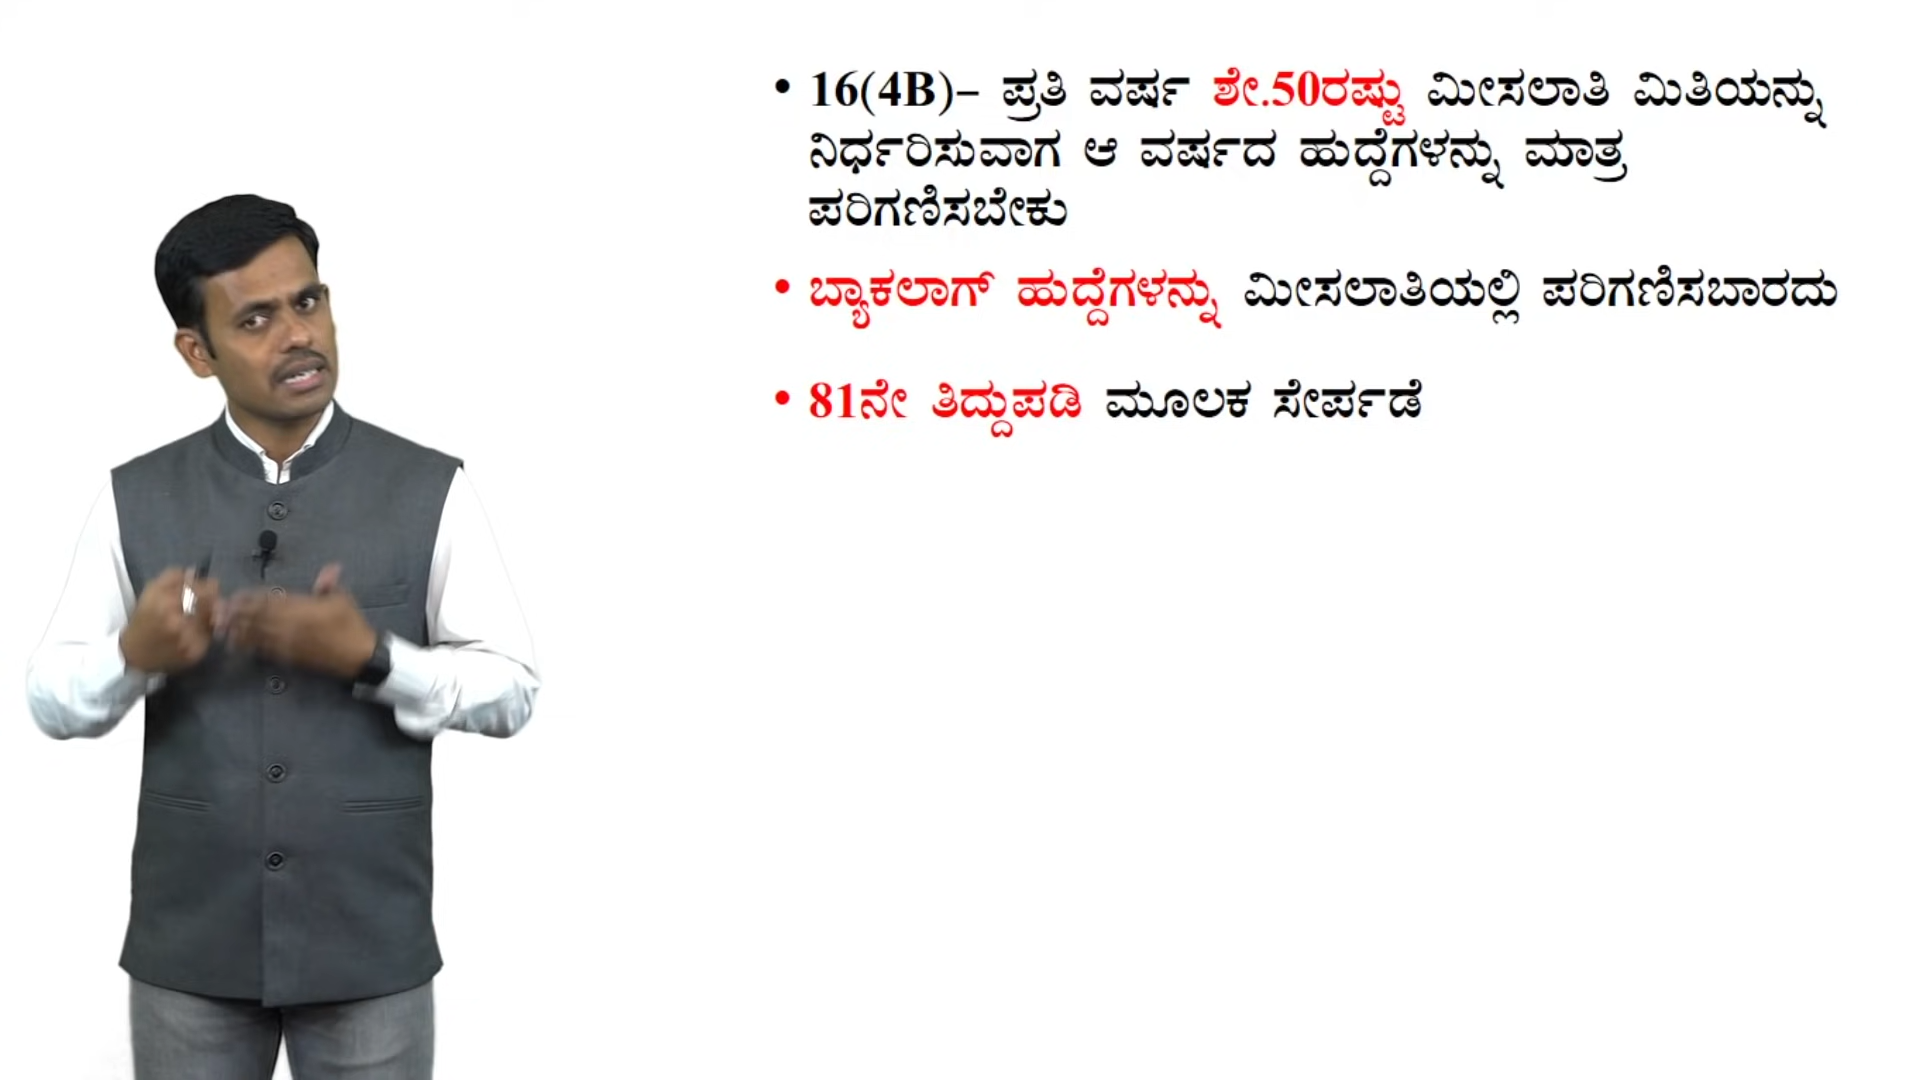 • 16(4B)– ಪ್ರತಿ ವರ್ಷ ಶೇ.50ರಷ್ಟು ಮೀಸಲಾತಿ ಮಿತಿಯನ್ನು
ನಿರ್ಧರಿಸುವಾಗ ಆ ವರ್ಷದ ಹುದ್ದೆಗಳನ್ನು ಮಾತ್ರ
ಪರಿಗಣಿಸಬೇಕು
• ಬ್ಯಾಕಲಾಗ್ ಹುದ್ದೆಗಳನ್ನು ಮೀಸಲಾತಿಯಲ್ಲಿ ಪರಿಗಣಿಸಬಾರದು
• 81ನೇ ತಿದ್ದುಪಡಿ ಮೂಲಕ ಸೇರ್ಪಡೆ